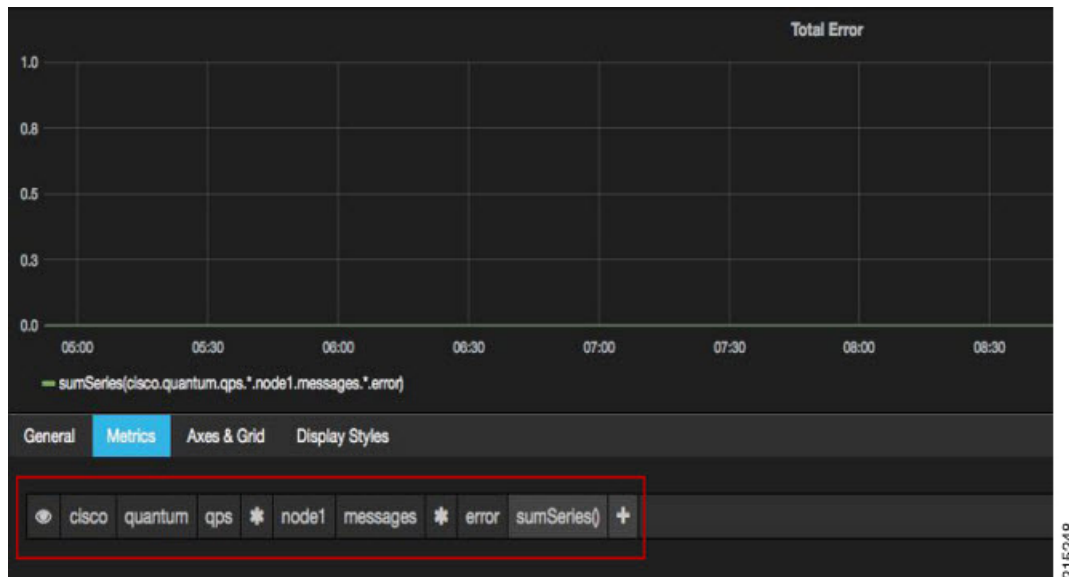 Total Error
1.0
0.8
0.5
0.3
0.0
05:00 05:30 06:00 06:30 07:00 07:30 08:00 08:30
sumSeries(cisco.quantum.qps.*.node1.messages.*.error)
General Metrics Axes & Grid Display Styles
cisco quantum qps * node1 messages * error sumSeries() +